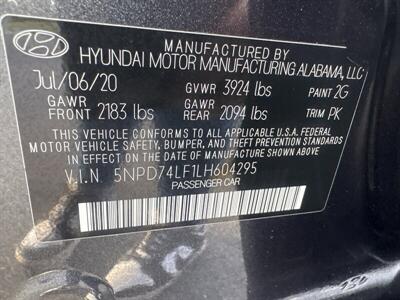 MANUFACTURED BY
HYUNDAI MOTOR MANUFACTURING ALABAMA, LLC
Jul/06/20 GVWR 3924 lbs PAINT 2G
GAWR GAWR
FRONT 2183 lbs REAR 2094 lbs TRIM PK
THIS VEHICLE CONFORMS TO ALL APPLICABLE U.S.A. FEDERAL
MOTOR VEHICLE SAFETY, BUMPER, AND THEFT PREVENTION STANDARDS
IN EFFECT ON THE DATE OF MANUFACTURE SHOWN ABOVE.
V.I.N. 5NPD74LF1LH604295
PASSENGER CAR